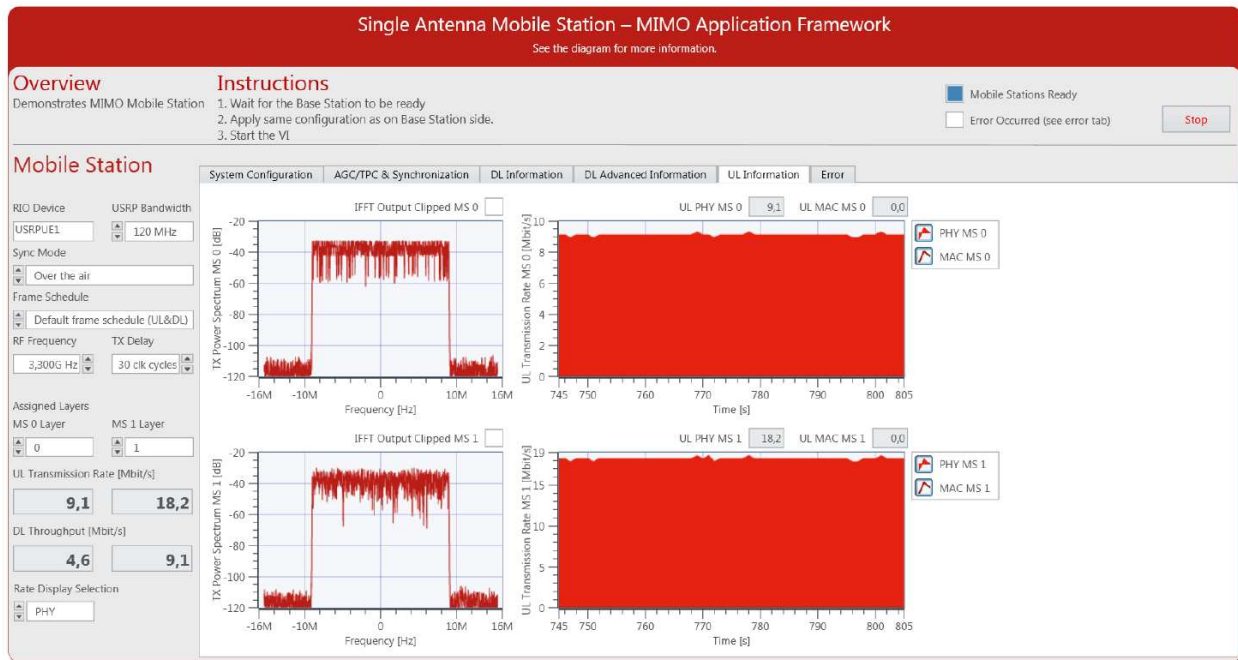 Single Antenna Mobile Station – MIMO Application Framework
See the diagram for more information.
Overview
Demonstrates MIMO Mobile Station
Instructions
1. Wait for the Base Station to be ready
2. Apply same configuration as on Base Station side.
3. Start the VI
Mobile Stations Ready
Error Occurred (see error tab)
Stop
Mobile Station
RIO Device
USRP Bandwidth
USRPUE1
120 MHz
Sync Mode
Over the air
Frame Schedule
Default frame schedule (UL&DL)
RF Frequency
TX Delay
3,300G Hz
30 clk cycles
Assigned Layers
MS 0 Layer
MS 1 Layer
0
1
UL Transmission Rate [Mbit/s]
9,1
18,2
DL Throughput [Mbit/s]
4,6
9,1
Rate Display Selection
PHY
System Configuration
AGC/TPC & Synchronization
DL Information
DL Advanced Information
UL Information
Error
IFFT Output Clipped MS 0
TX Power Spectrum MS 0 [dB]
-20
-40
-60
-80
-100
-120
-16M
-10M
0
10M
16M
Frequency [Hz]
UL PHY MS 0
9,1
UL MAC MS 0
0,0
UL Transmission Rate MS 0 [Mbit/s]
10
8
6
4
2
0
745
750
760
770
780
790
800
805
Time [s]
PHY MS 0
MAC MS 0
IFFT Output Clipped MS 1
TX Power Spectrum MS 1 [dB]
-20
-40
-60
-80
-100
-120
-16M
-10M
0
10M
16M
Frequency [Hz]
UL PHY MS 1
18,2
UL MAC MS 1
0,0
UL Transmission Rate MS 1 [Mbit/s]
19
15
10
5
0
745
750
760
770
780
790
800
805
Time [s]
PHY MS 1
MAC MS 1